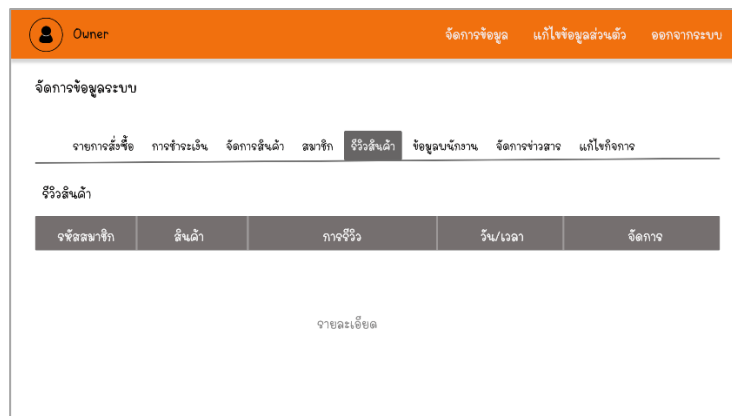 Owner จัดการข้อมูล แก้ไขข้อมูลส่วนตัว ออกจากระบบ
จัดการข้อมูลระบบ
รายการสั่งซื้อ การชำระเงิน จัดการสินค้า สมาชิก รีวิวสินค้า ข้อมูลพนักงาน จัดการข่าวสาร แก้ไขกิจการ
รีวิวสินค้า
รหัสสมาชิก สินค้า การรีวิว วัน/เวลา จัดการ
รายละเอียด